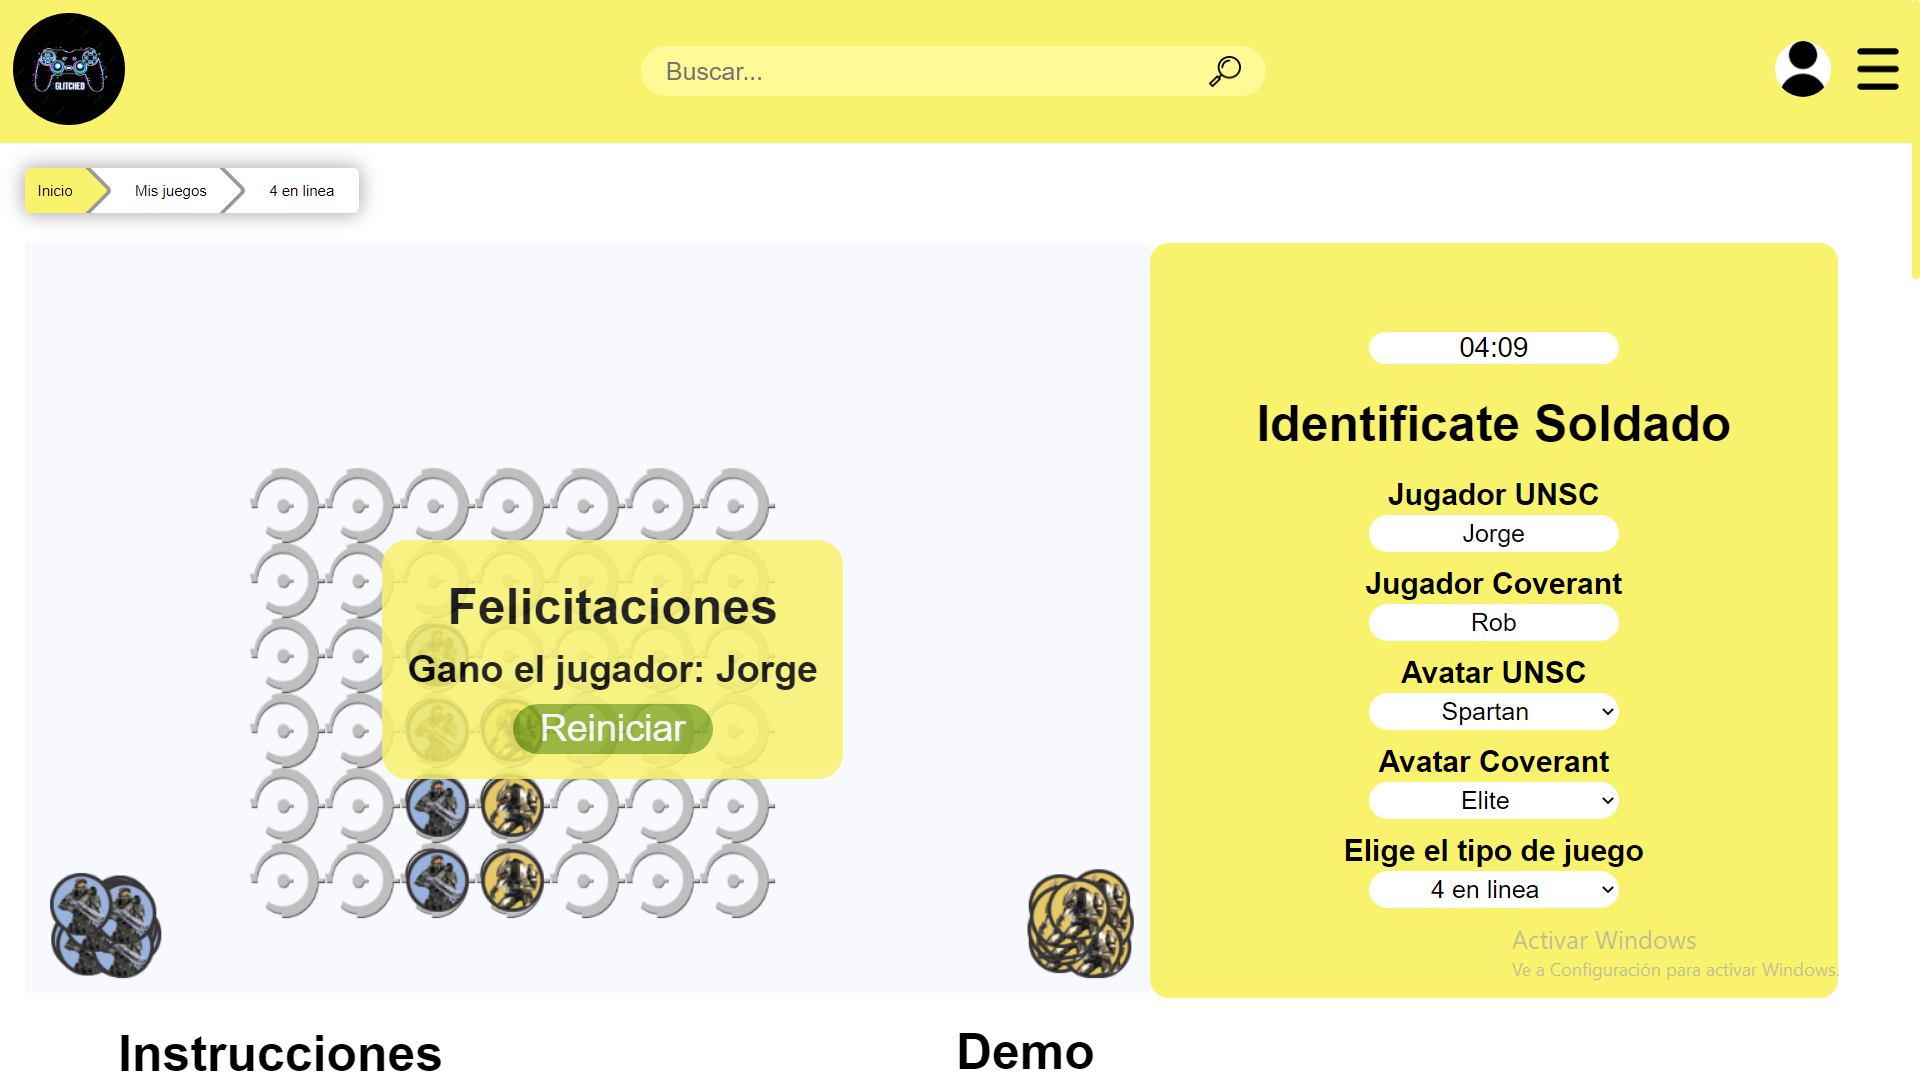 GLITCHED
Buscar...
Inicio
Mis juegos
4 en linea
04:09
Identificate Soldado
Jugador UNSC
Jorge
Jugador Coverant
Rob
Avatar UNSC
Spartan
Avatar Coverant
Elite
Elige el tipo de juego
4 en linea
Felicitaciones
Gano el jugador: Jorge
Reiniciar
Activar Windows
Ve a Configuración para activar Windows.
Instrucciones
Demo